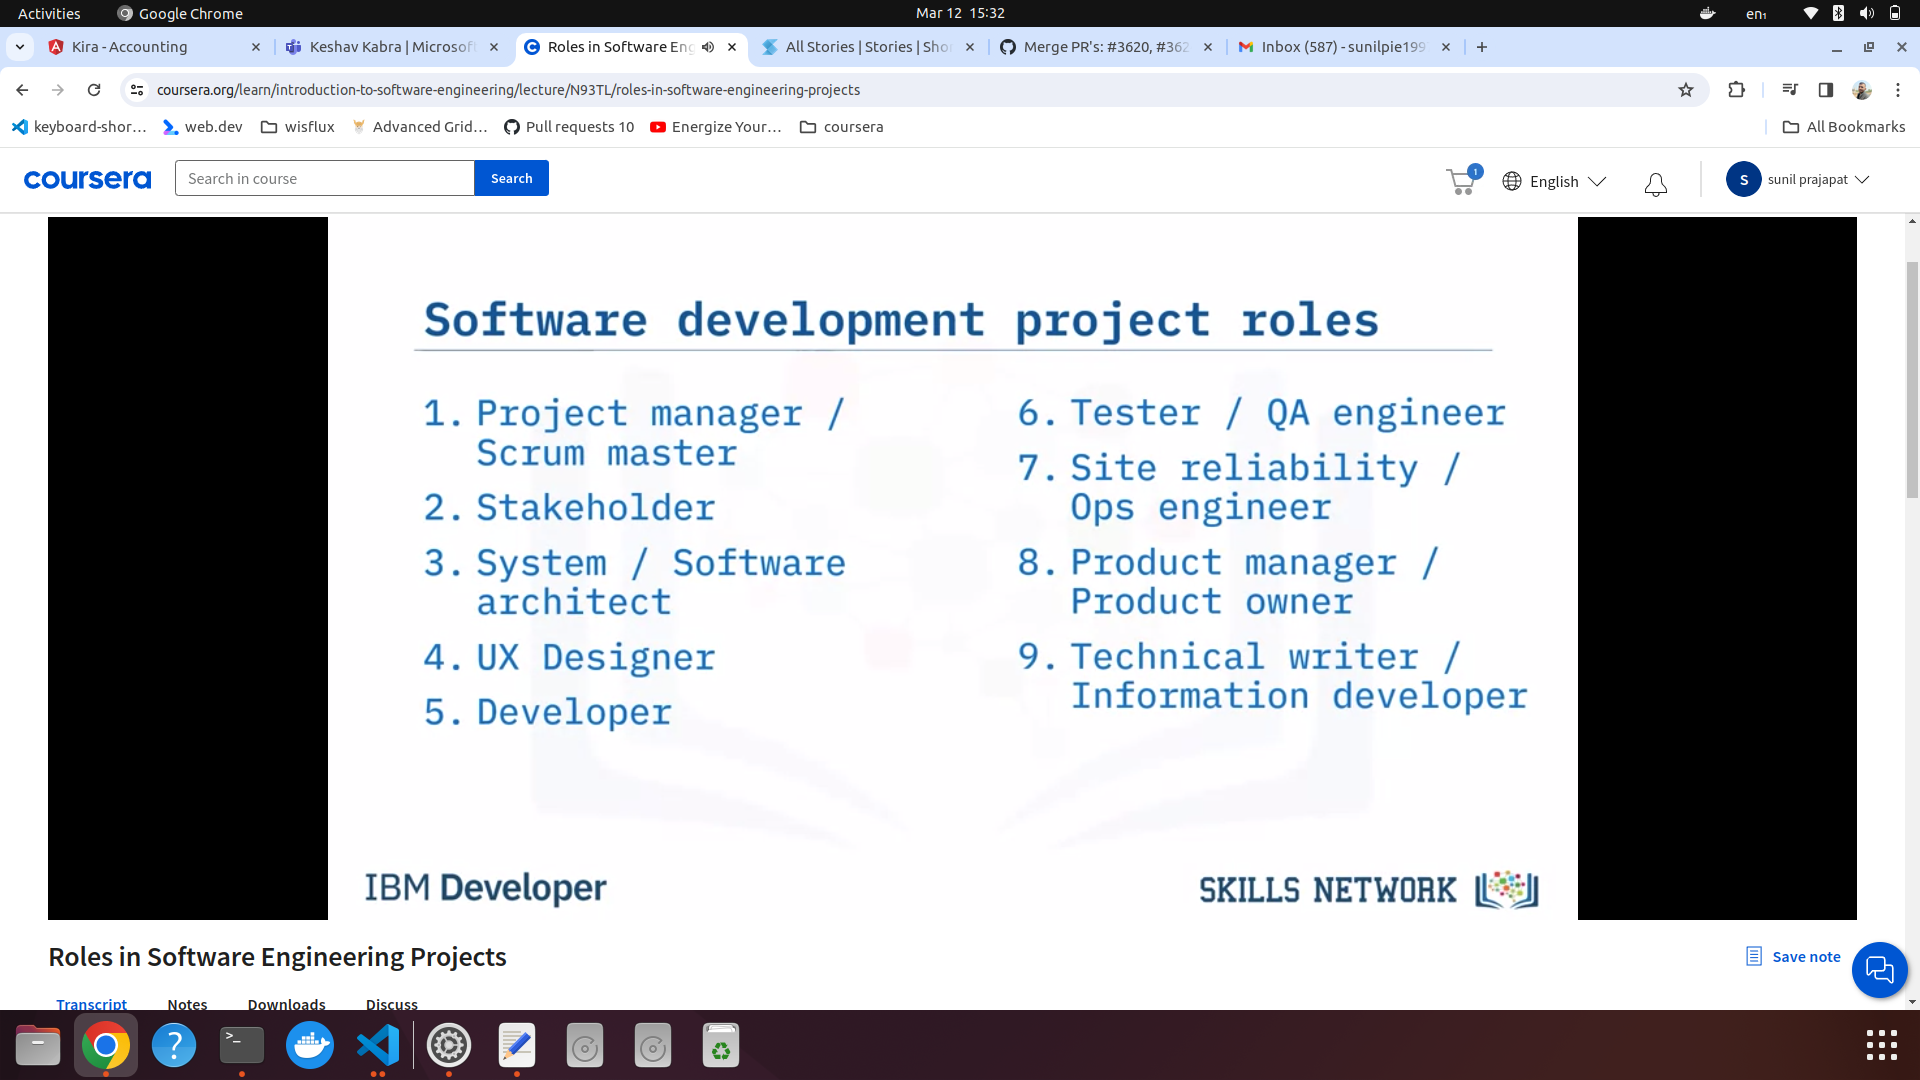 Activities
Google Chrome
Mar 12 15:32
en₁
Kira - Accounting
Keshav Kabra | Microsof
Roles in Software Eng
All Stories | Stories | Sho
Merge PR's: #3620, #362
Inbox (587) - sunilpie199
coursera.org/learn/introduction-to-software-engineering/lecture/N93TL/roles-in-software-engineering-projects
keyboard-shor...
web.dev
wisflux
Advanced Grid...
Pull requests 10
Energize Your...
coursera
All Bookmarks
coursera
Search in course
Search
1
English
S
sunil prajapat
Software development project roles
1. Project manager /
Scrum master
2. Stakeholder
3. System / Software
architect
4. UX Designer
5. Developer
6. Tester / QA engineer
7. Site reliability /
Ops engineer
8. Product manager /
Product owner
9. Technical writer /
Information developer
IBM Developer
SKILLS NETWORK
Roles in Software Engineering Projects
Save note
Transcript
Notes
Downloads
Discuss